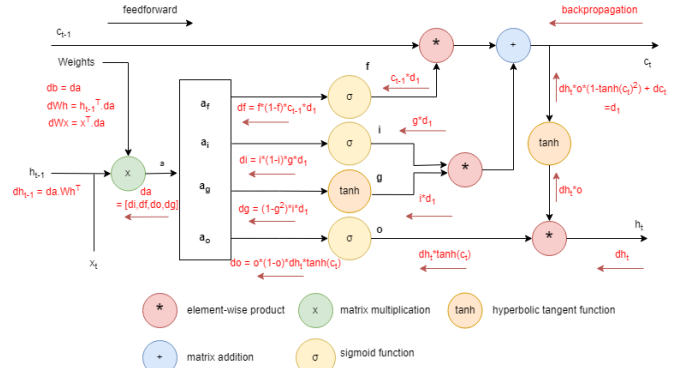 feedforward
backpropagation
c_{t-1}
c_t
*
+
Weights
f
c_{t-1}*d_1
dh_t*o*(1-tanh(c_t)^2) + dc_t
=d_1
db = da
dWh = h_{t-1}^T.da
dWx = x^T.da
a_f
df = f*(1-f)*c_{t-1}*d_1
σ
g*d_1
a_i
i
σ
tanh
di = i*(1-i)*g*d_1
h_{t-1}
x
a
*
dh_{t-1} = da.Wh^T
da
= [di,df,do,dg]
a_g
tanh
g
dh_t*o
dg = (1-g^2)*i*d_1
i*d_1
a_o
o
h_t
σ
*
x_t
do = o*(1-o)*dh_t*tanh(c_t)
dh_t*tanh(c_t)
dh_t
* element-wise product
x matrix multiplication
tanh hyperbolic tangent function
+ matrix addition
σ sigmoid function